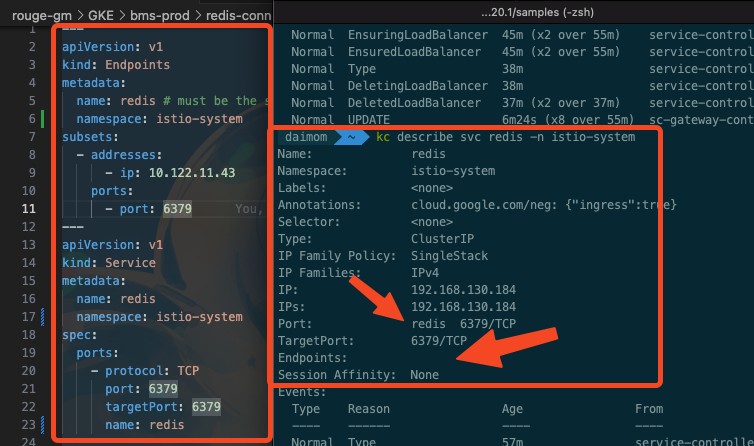 rouge-gm > GKE > bms-prod > redis-conn
1 ---
2 apiVersion: v1
3 kind: Endpoints
4 metadata:
5 name: redis # must be the s
6 namespace: istio-system
7 subsets:
8 - addresses:
9 - ip: 10.122.11.43
10 ports:
11 - port: 6379 You,
12 ---
13 apiVersion: v1
14 kind: Service
15 metadata:
16 name: redis
17 namespace: istio-system
18 spec:
19 ports:
20 - protocol: TCP
21 port: 6379
22 targetPort: 6379
23 name: redis
24
...20.1/samples (-zsh)
Normal EnsuringLoadBalancer 45m (x2 over 55m) service-control
Normal EnsuredLoadBalancer 45m (x2 over 55m) service-control
Normal Type 38m service-control
Normal DeletingLoadBalancer 38m service-control
Normal DeletedLoadBalancer 37m (x2 over 37m) service-control
Normal UPDATE 6m24s (x8 over 55m) sc-gateway-cont
daimom ~ kc describe svc redis -n istio-system
Name: redis
Namespace: istio-system
Labels: <none>
Annotations: cloud.google.com/neg: {"ingress":true}
Selector: <none>
Type: ClusterIP
IP Family Policy: SingleStack
IP Families: IPv4
IP: 192.168.130.184
IPs: 192.168.130.184
Port: redis 6379/TCP
TargetPort: 6379/TCP
Endpoints:
Session Affinity: None
Events:
Type Reason Age From
---- ------ ---- ----
Normal Type 57m service-controlle